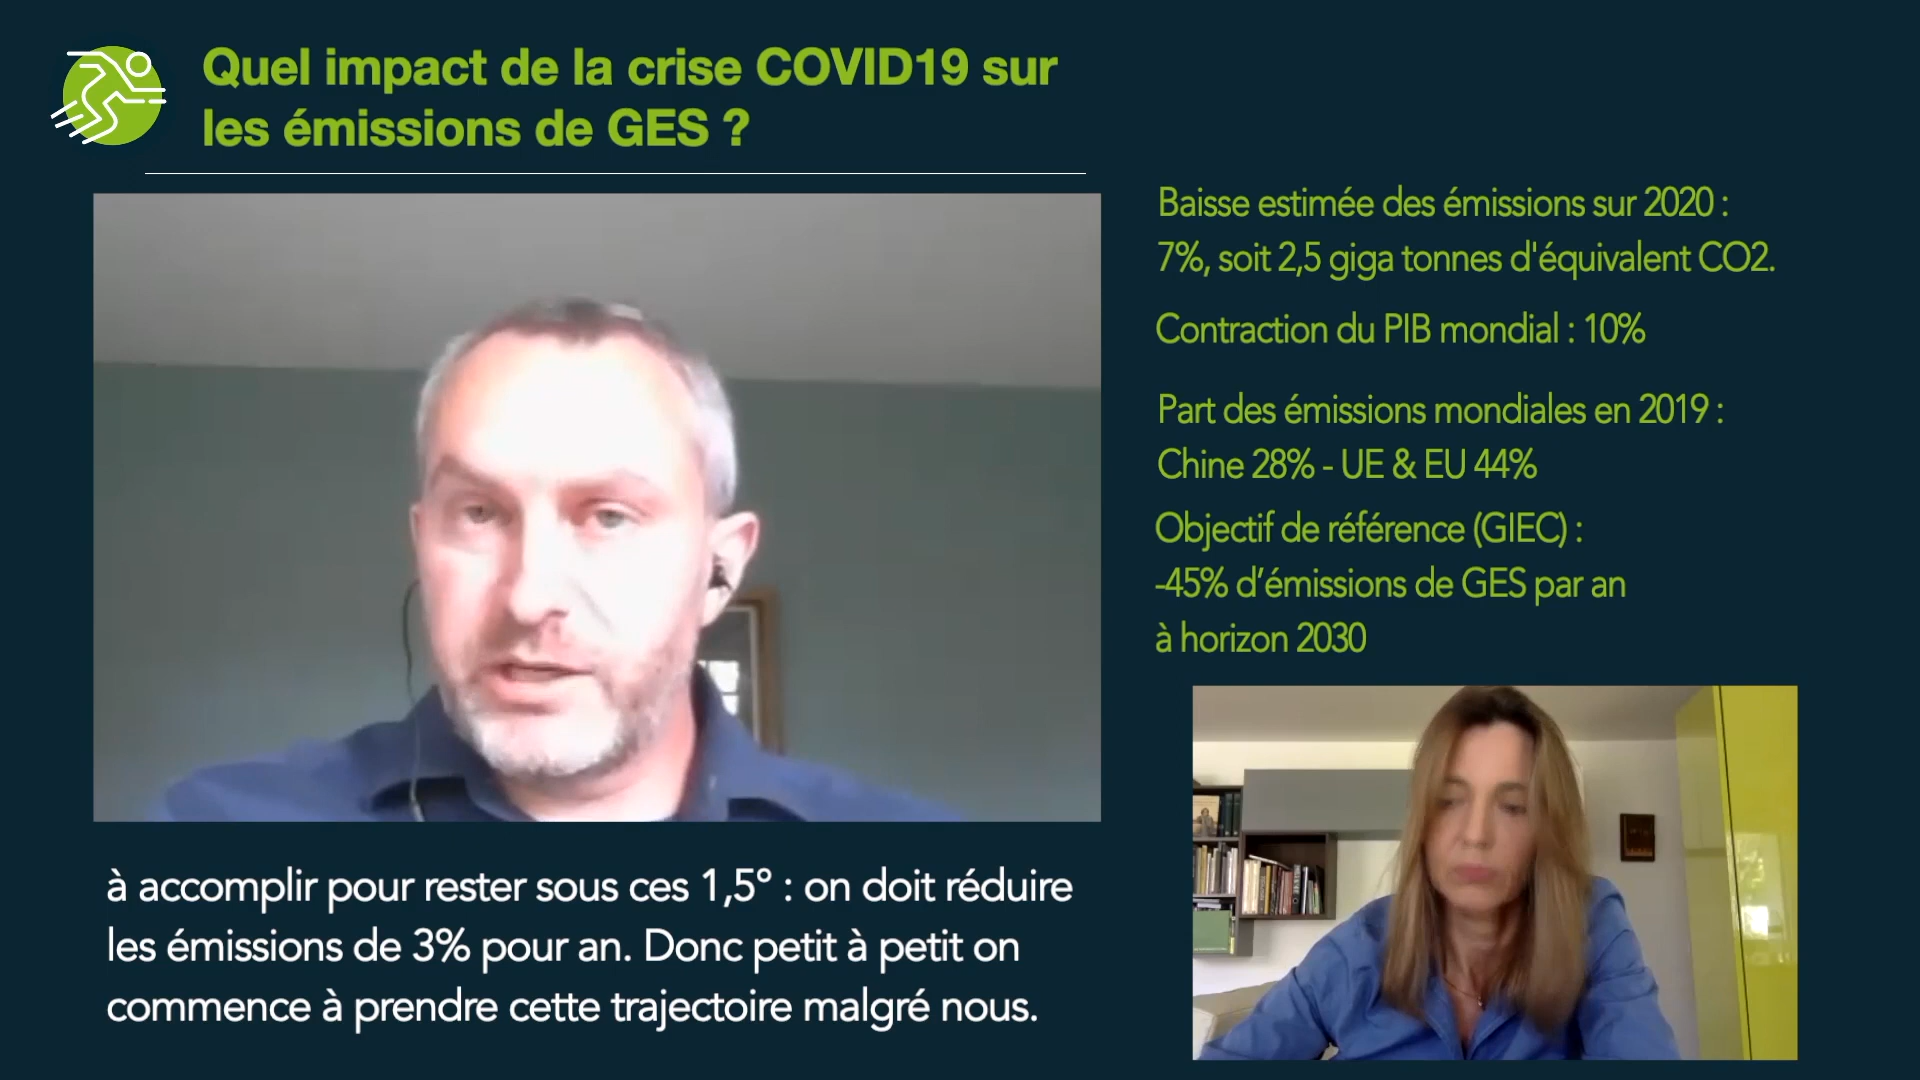 Quel impact de la crise COVID19 sur
les émissions de GES ?
Baisse estimée des émissions sur 2020 :
7%, soit 2,5 giga tonnes d'équivalent CO2.
Contraction du PIB mondial : 10%
Part des émissions mondiales en 2019 :
Chine 28% - UE & EU 44%
Objectif de référence (GIEC) :
-45% d’émissions de GES par an
à horizon 2030
à accomplir pour rester sous ces 1,5° : on doit réduire
les émissions de 3% pour an. Donc petit à petit on
commence à prendre cette trajectoire malgré nous.